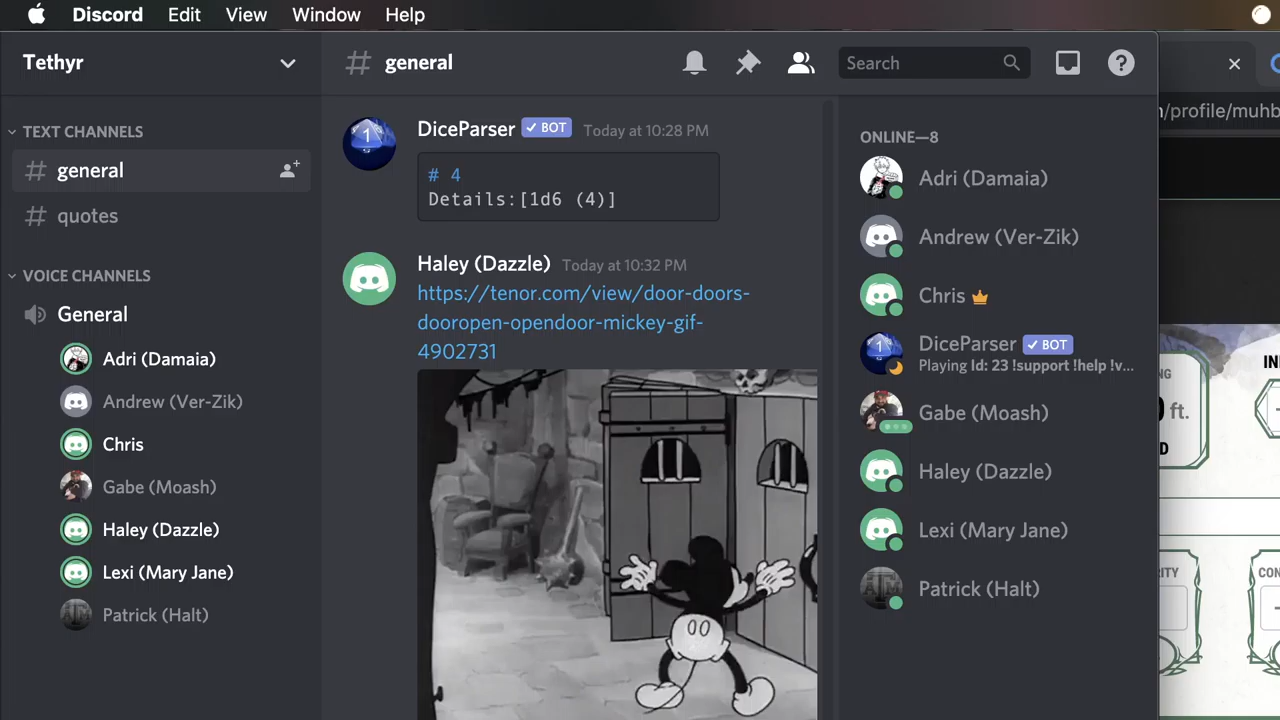 Discord Edit View Window Help
Tethyr
# general
Search
TEXT CHANNELS
# general
# quotes
VOICE CHANNELS
General
Adri (Damaia)
Andrew (Ver-Zik)
Chris
Gabe (Moash)
Haley (Dazzle)
Lexi (Mary Jane)
Patrick (Halt)
DiceParser BOT Today at 10:28 PM
# 4
Details:[1d6 (4)]
Haley (Dazzle) Today at 10:32 PM
https://tenor.com/view/door-doors-
dooropen-opendoor-mickey-gif-
4902731
ONLINE—8
Adri (Damaia)
Andrew (Ver-Zik)
Chris
1
DiceParser BOT
Playing Id: 23 !support !help !v...
Gabe (Moash)
Haley (Dazzle)
Lexi (Mary Jane)
Patrick (Halt)
/profile/muhb
ft.